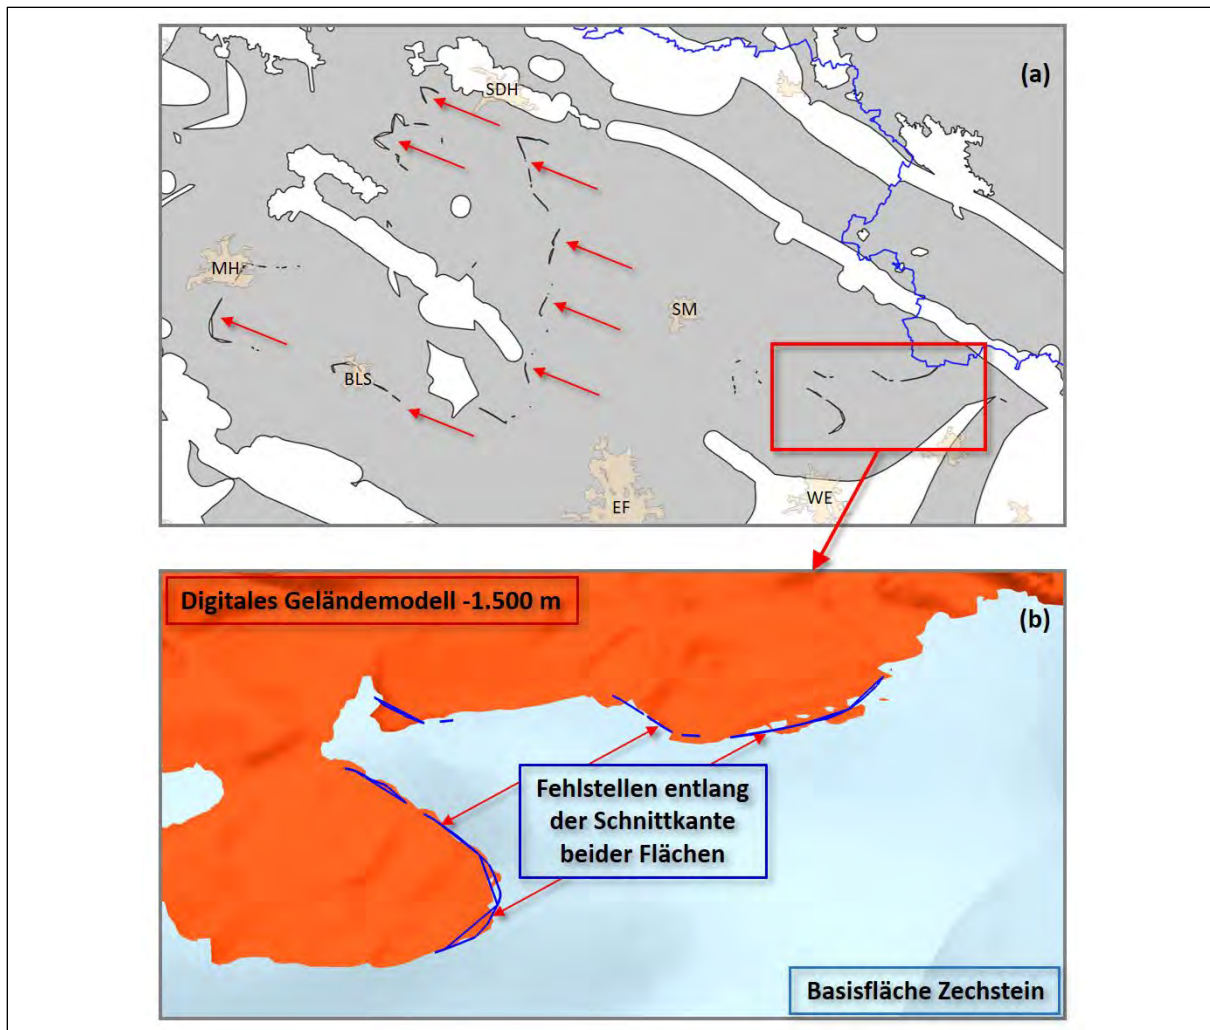 (a)
SDH
MH
SM
BLS
EF
WE
Digitales Geländemodell -1.500 m
(b)
Fehlstellen entlang
der Schnittkante
beider Flächen
Basisfläche Zechstein